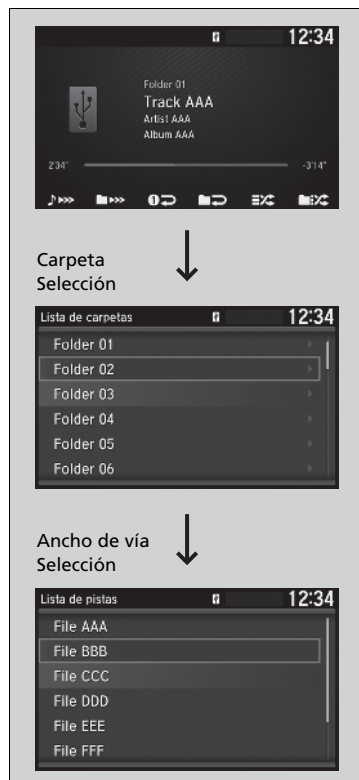 12:34
Folder 01
Track AAA
Artist AAA
Album AAA
2'34"
-3'14"
Carpeta
Selección
Lista de carpetas
12:34
Folder 01
Folder 02
Folder 03
Folder 04
Folder 05
Folder 06
Ancho de vía
Selección
Lista de pistas
12:34
File AAA
File BBB
File CCC
File DDD
File EEE
File FFF